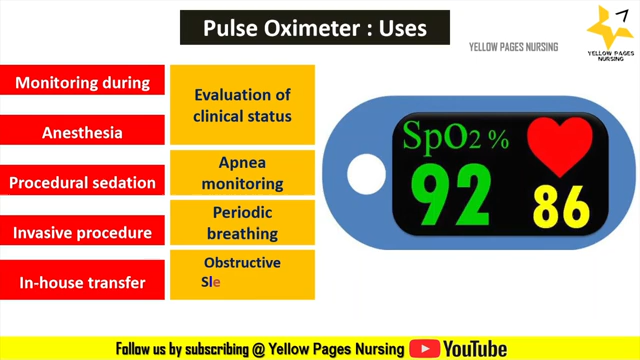 Pulse Oximeter : Uses
YELLOW PAGES NURSING
YELLOW PAGES
NURSING
Monitoring during
Anesthesia
Procedural sedation
Invasive procedure
In-house transfer
Evaluation of
clinical status
Apnea
monitoring
Periodic
breathing
Obstructive
Sle
SpO2 %
92
86
Follow us by subscribing @ Yellow Pages Nursing YouTube